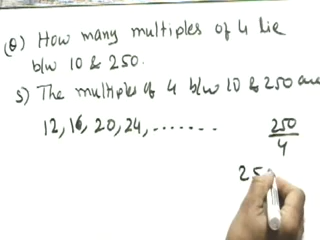 (Q) How many multiples of 4 lie
b/w 10 & 250.
S) The multiples of 4 b/w 10 & 250 are
12, 16, 20, 24, .......
250
4
25